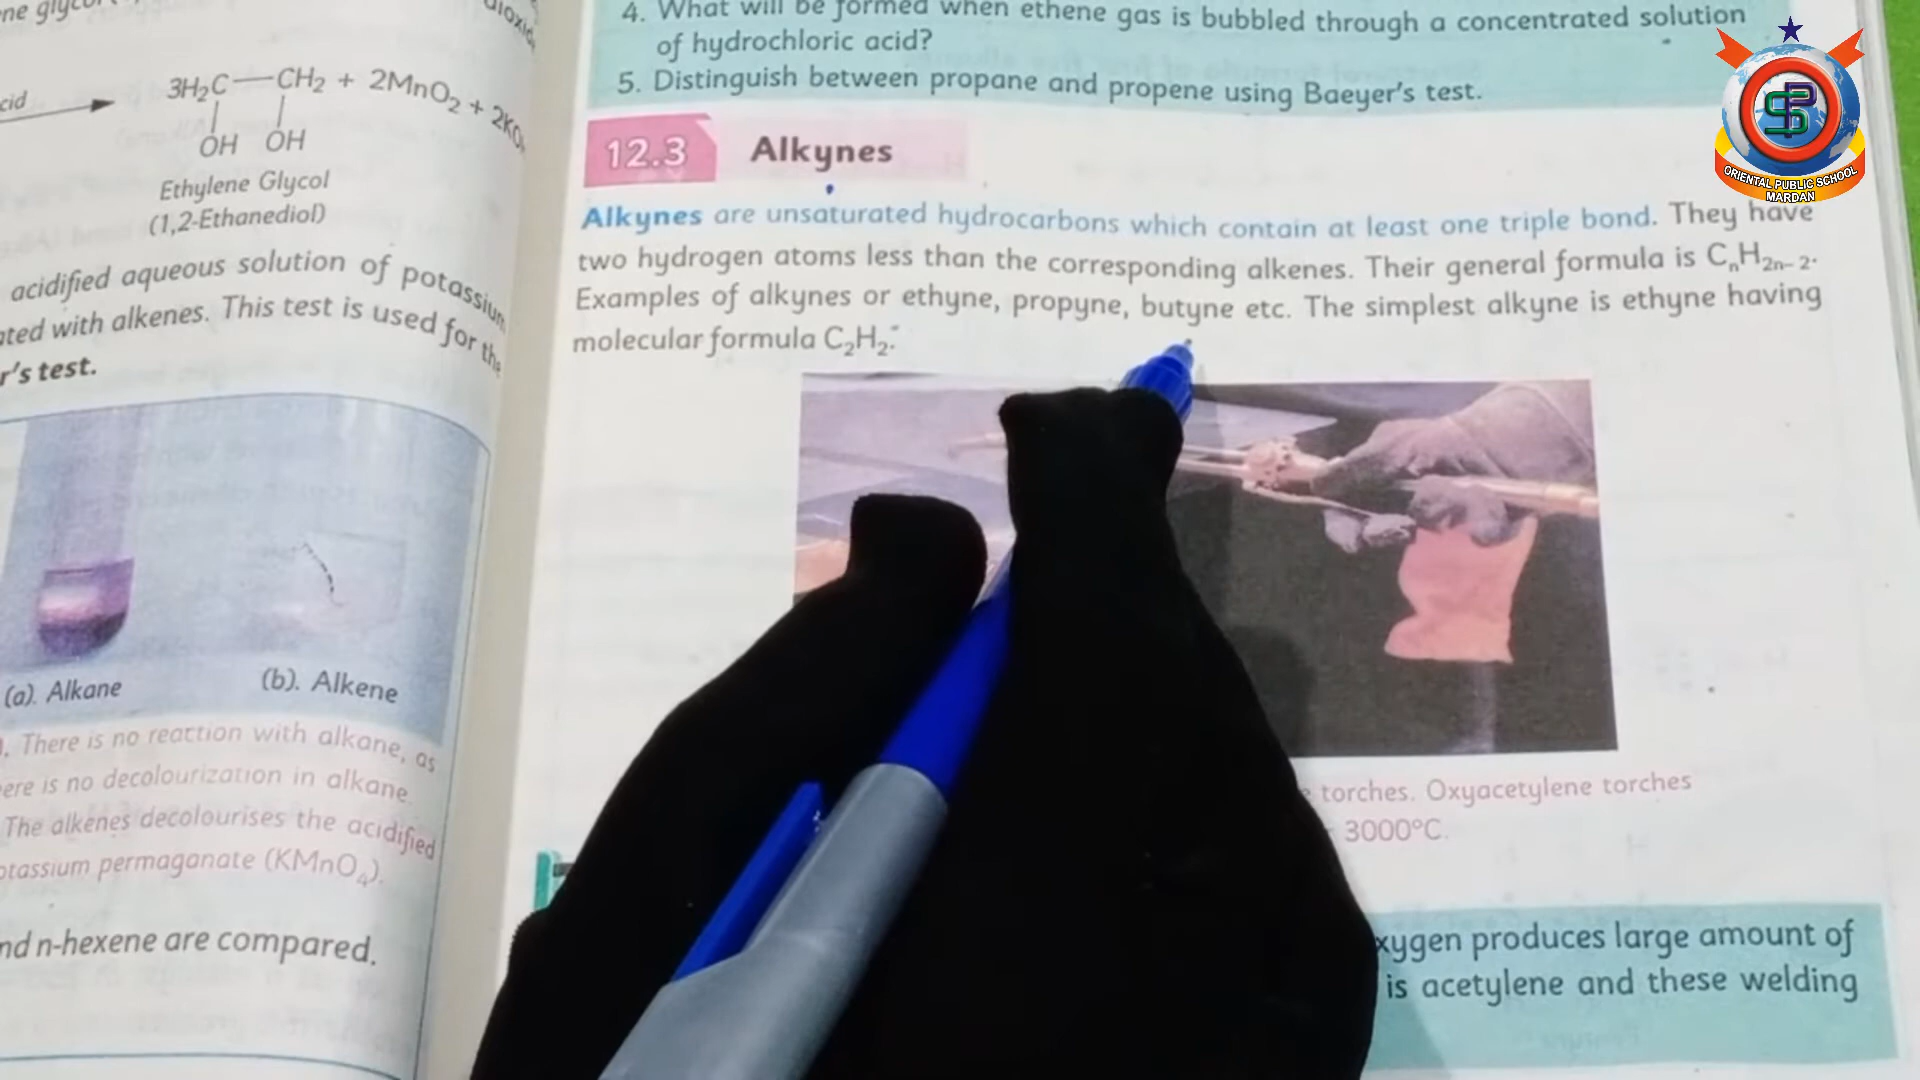 cid
3H₂C — CH₂ + 2MnO₂ + 2KO
OH OH
Ethylene Glycol
(1,2-Ethanediol)
acidified aqueous solution of potassium
ated with alkenes. This test is used for the
r's test.
(a). Alkane
(b). Alkene
). There is no reaction with alkane, as
ere is no decolourization in alkane
The alkenes decolourises the acidified
otassium permaganate (KMnO₄).
nd n-hexene are compared.
4. What will be formed when ethene gas is bubbled through a concentrated solution
of hydrochloric acid?
5. Distinguish between propane and propene using Baeyer's test.
12.3 Alkynes
Alkynes are unsaturated hydrocarbons which contain at least one triple bond. They have
two hydrogen atoms less than the corresponding alkenes. Their general formula is CₙH₂ₙ₋₂.
Examples of alkynes or ethyne, propyne, butyne etc. The simplest alkyne is ethyne having
molecular formula C₂H₂.
torches. Oxyacetylene torches
3000°C.
xygen produces large amount of
is acetylene and these welding
ORIENTAL PUBLIC SCHOOL
MARDAN